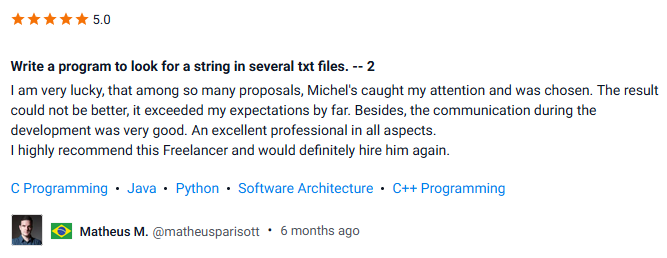 5.0
Write a program to look for a string in several txt files. -- 2
I am very lucky, that among so many proposals, Michel's caught my attention and was chosen. The result
could not be better, it exceeded my expectations by far. Besides, the communication during the
development was very good. An excellent professional in all aspects.
I highly recommend this Freelancer and would definitely hire him again.
C Programming • Java • Python • Software Architecture • C++ Programming
Matheus M. @matheusparisott • 6 months ago